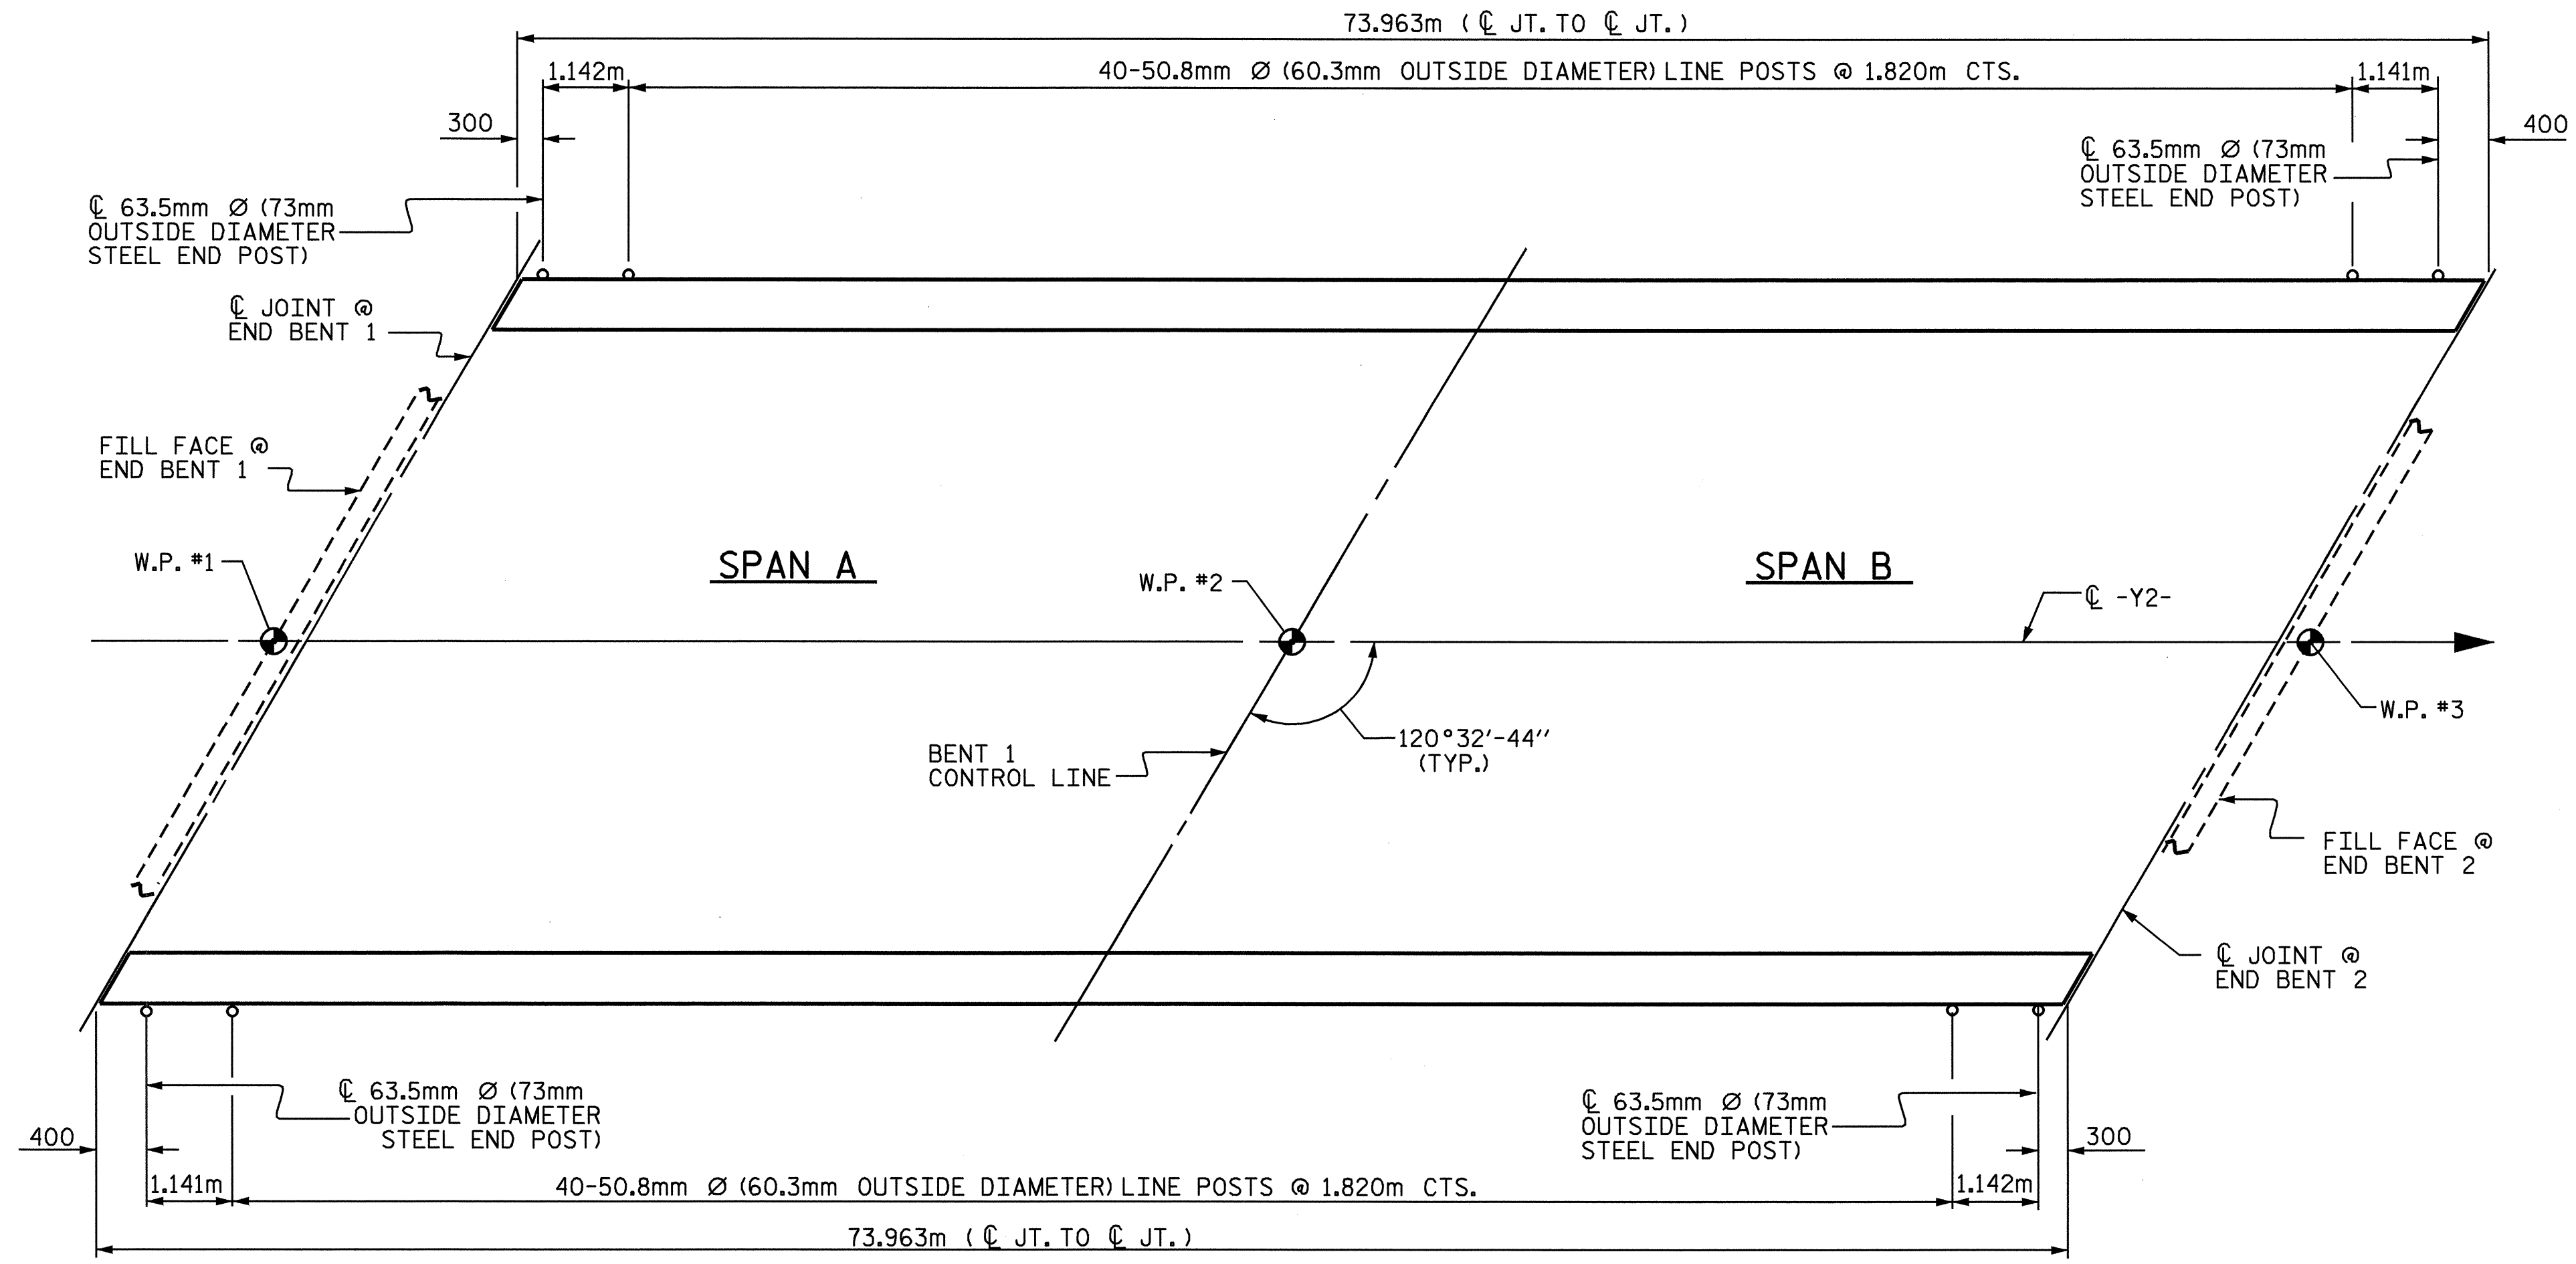 73.963m ( ℄ JT. TO ℄ JT. )
1.142m
40-50.8mm Ø (60.3mm OUTSIDE DIAMETER) LINE POSTS @ 1.820m CTS.
1.141m
300
400
℄ 63.5mm Ø (73mm
OUTSIDE DIAMETER
STEEL END POST)
℄ 63.5mm Ø (73mm
OUTSIDE DIAMETER
STEEL END POST)
℄ JOINT @
END BENT 1
FILL FACE @
END BENT 1
W.P. #1
SPAN A
W.P. #2
SPAN B
℄ -Y2-
W.P. #3
120°32'-44"
(TYP.)
BENT 1
CONTROL LINE
FILL FACE @
END BENT 2
℄ JOINT @
END BENT 2
℄ 63.5mm Ø (73mm
OUTSIDE DIAMETER
STEEL END POST)
℄ 63.5mm Ø (73mm
OUTSIDE DIAMETER
STEEL END POST)
400
300
1.141m
40-50.8mm Ø (60.3mm OUTSIDE DIAMETER) LINE POSTS @ 1.820m CTS.
1.142m
73.963m ( ℄ JT. TO ℄ JT. )